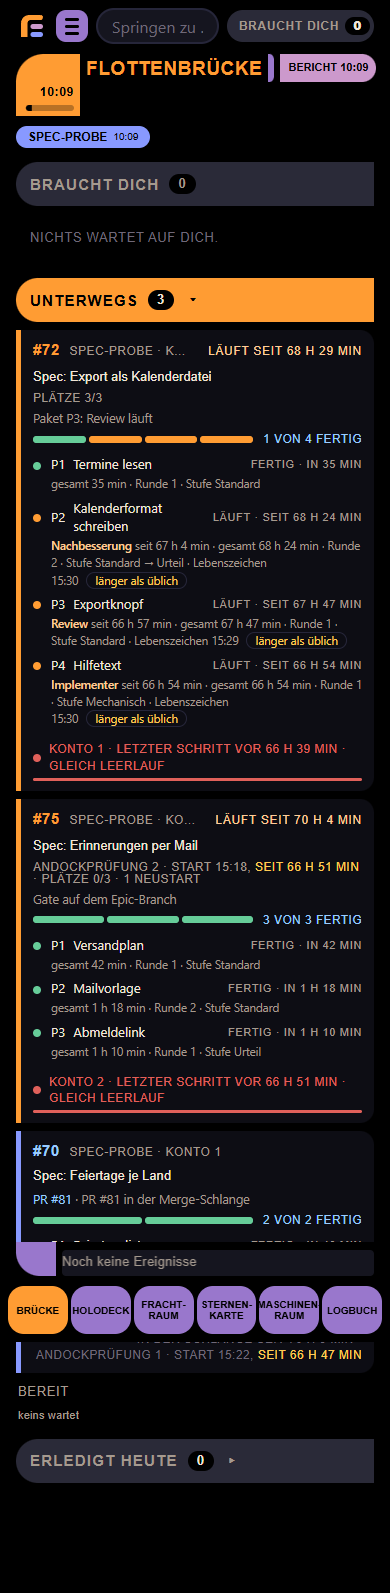 Springen zu .
BRAUCHT DICH 0
10:09
FLOTTENBRÜCKE
BERICHT 10:09
SPEC-PROBE 10:09
BRAUCHT DICH 0
NICHTS WARTET AUF DICH.
UNTERWEGS 3
#72 SPEC-PROBE · K... LÄUFT SEIT 68 H 29 MIN
Spec: Export als Kalenderdatei
PLÄTZE 3/3
Paket P3: Review läuft
1 VON 4 FERTIG
P1 Termine lesen FERTIG · IN 35 MIN
gesamt 35 min · Runde 1 · Stufe Standard
P2 Kalenderformat schreiben LÄUFT · SEIT 68 H 24 MIN
Nachbesserung seit 67 h 4 min · gesamt 68 h 24 min · Runde
2 · Stufe Standard → Urteil · Lebenszeichen
15:30 länger als üblich
P3 Exportknopf LÄUFT · SEIT 67 H 47 MIN
Review seit 66 h 57 min · gesamt 67 h 47 min · Runde 1 ·
Stufe Standard · Lebenszeichen 15:29 länger als üblich
P4 Hilfetext LÄUFT · SEIT 66 H 54 MIN
Implementer seit 66 h 54 min · gesamt 66 h 54 min · Runde 1
· Stufe Mechanisch · Lebenszeichen
15:30 länger als üblich
KONTO 1 · LETZTER SCHRITT VOR 66 H 39 MIN ·
GLEICH LEERLAUF
#75 SPEC-PROBE · KO... LÄUFT SEIT 70 H 4 MIN
Spec: Erinnerungen per Mail
ANDOCKPRÜFUNG 2 · START 15:18, SEIT 66 H 51 MIN
· PLÄTZE 0/3 · 1 NEUSTART
Gate auf dem Epic-Branch
3 VON 3 FERTIG
P1 Versandplan FERTIG · IN 42 MIN
gesamt 42 min · Runde 1 · Stufe Standard
P2 Mailvorlage FERTIG · IN 1 H 18 MIN
gesamt 1 h 18 min · Runde 2 · Stufe Standard
P3 Abmeldelink FERTIG · IN 1 H 10 MIN
gesamt 1 h 10 min · Runde 1 · Stufe Urteil
KONTO 2 · LETZTER SCHRITT VOR 66 H 51 MIN ·
GLEICH LEERLAUF
#70 SPEC-PROBE · KONTO 1
Spec: Feiertage je Land
PR #81 · PR #81 in der Merge-Schlange
2 VON 2 FERTIG
Noch keine Ereignisse
BRÜCKE
HOLODECK
FRACHT-
RAUM
STERNEN-
KARTE
MASCHINEN-
RAUM
LOGBUCH
ANDOCKPRÜFUNG 1 · START 15:22, SEIT 66 H 47 MIN
BEREIT
keins wartet
ERLEDIGT HEUTE 0